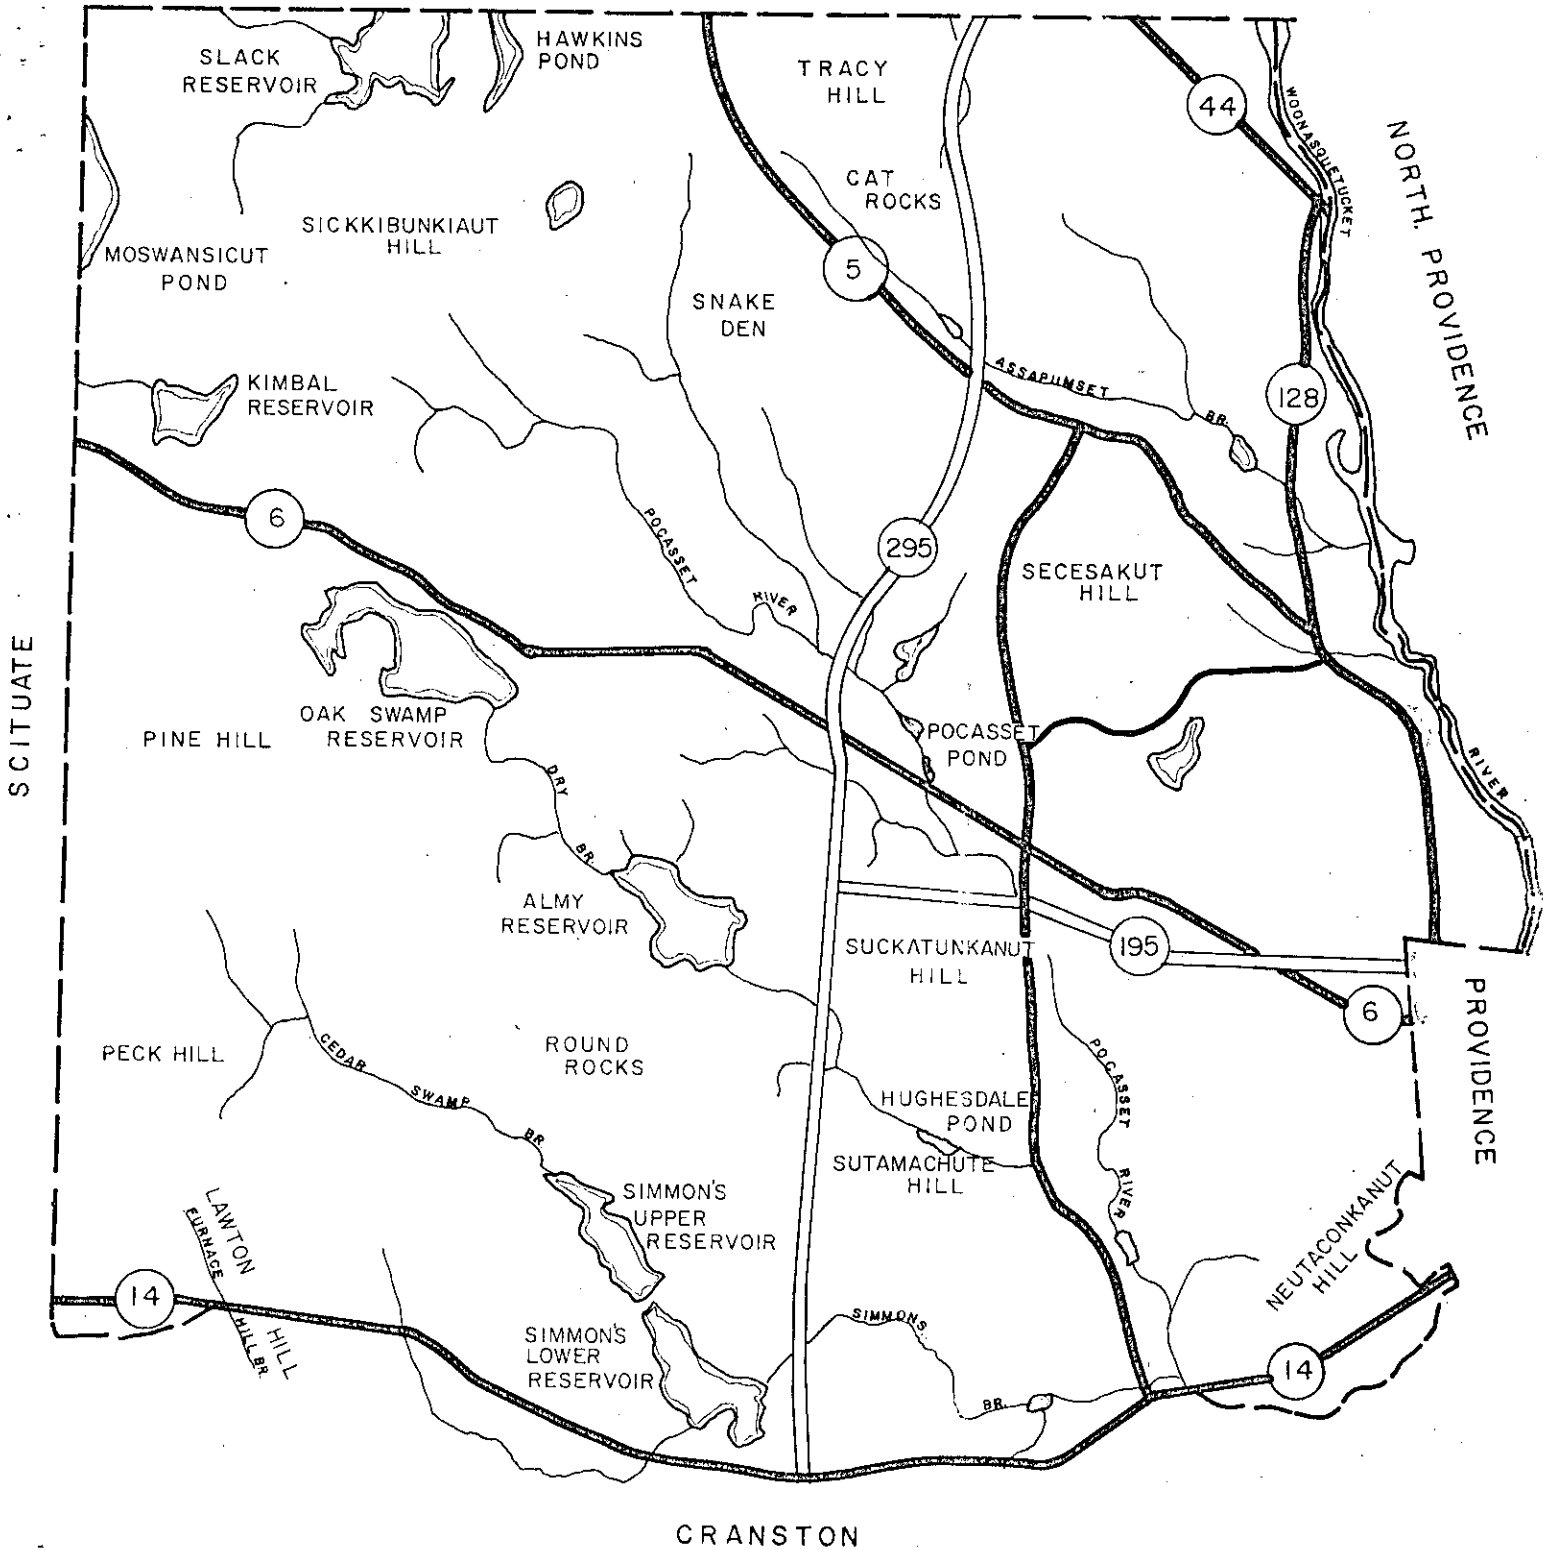 SLACK
RESERVOIR
HAWKINS
POND
TRACY
HILL
44
WOONASQUETUCKET
NORTH. PROVIDENCE
CAT
ROCKS
SICKKIBUNKIAUT
HILL
MOSWANSICUT
POND
5
SNAKE
DEN
ASSAPUMSET
BR.
128
KIMBAL
RESERVOIR
6
POCASSET
RIVER
295
SECESAKUT
HILL
SCITUATE
OAK SWAMP
RESERVOIR
PINE HILL
POCASSET
POND
RIVER
DRY
BR.
ALMY
RESERVOIR
SUCKATUNKANUT
HILL
195
6
PROVIDENCE
PECK HILL
CEDAR
SWAMP
BR.
ROUND
ROCKS
HUGHESDALE
POND
POCASSET
RIVER
SUTAMACHUTE
HILL
NEUTACONKANUT
HILL
SIMMON'S
UPPER
RESERVOIR
LAWTON
HILL
FURNACE
HILL BR.
14
SIMMON'S
LOWER
RESERVOIR
SIMMONS
BR.
14
CRANSTON